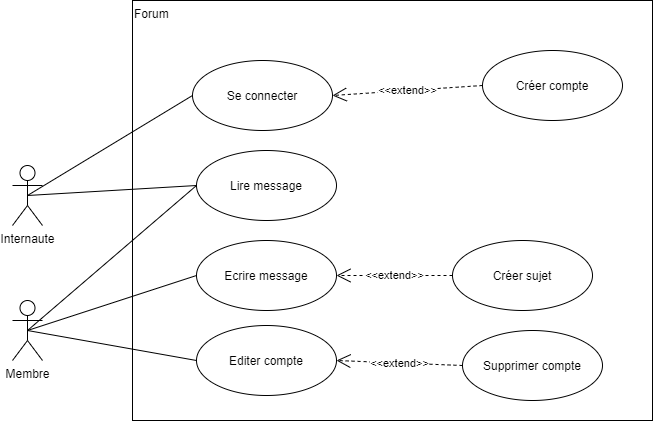 Forum
Se connecter
<<extend>>
Créer compte
Lire message
Internaute
Ecrire message
<<extend>>
Créer sujet
Membre
Editer compte
<<extend>>
Supprimer compte